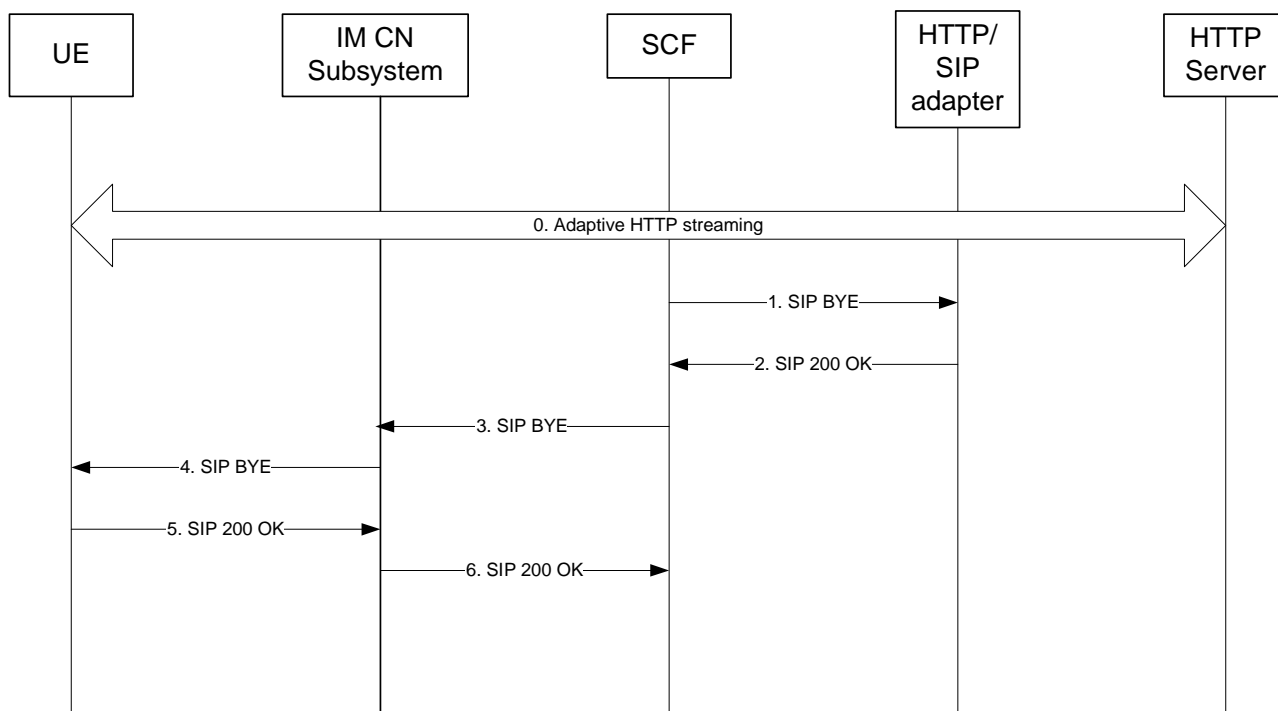 UE
IM CN
Subsystem
SCF
HTTP/
SIP
adapter
HTTP
Server
0. Adaptive HTTP streaming
1. SIP BYE
2. SIP 200 OK
3. SIP BYE
4. SIP BYE
5. SIP 200 OK
6. SIP 200 OK